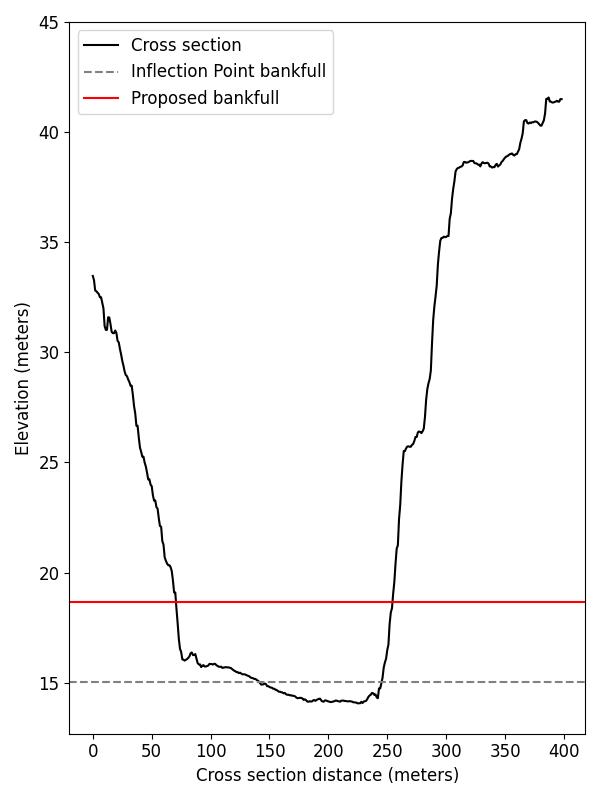 Cross section
Inflection Point bankfull
Proposed bankfull
Elevation (meters)
45
40
35
30
25
20
15
0 50 100 150 200 250 300 350 400
Cross section distance (meters)